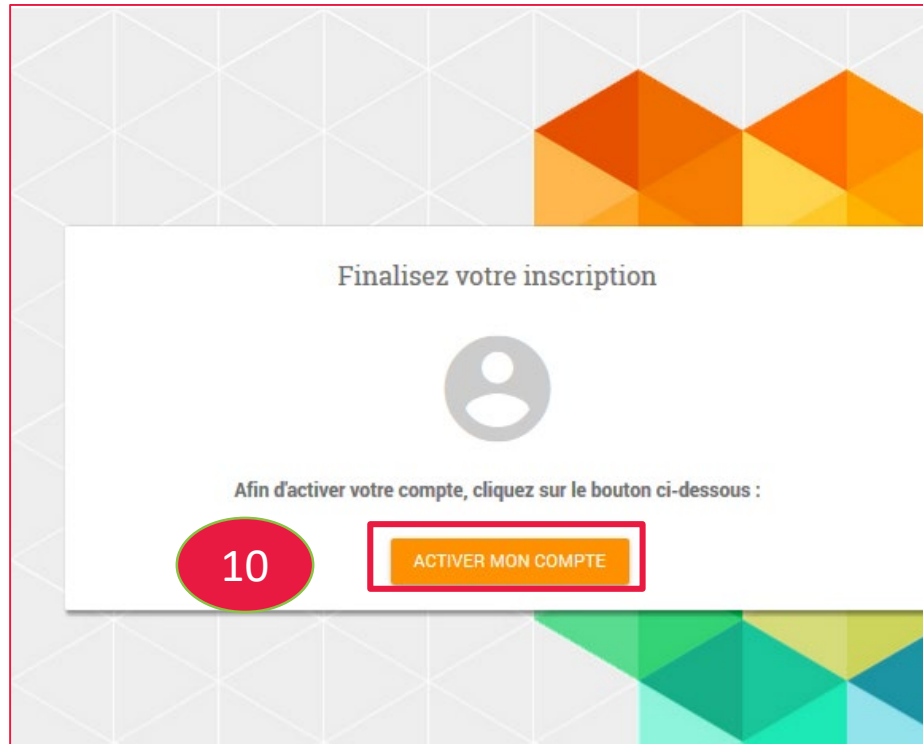 Finalisez votre inscription
Afin d'activer votre compte, cliquez sur le bouton ci-dessous :
10
ACTIVER MON COMPTE